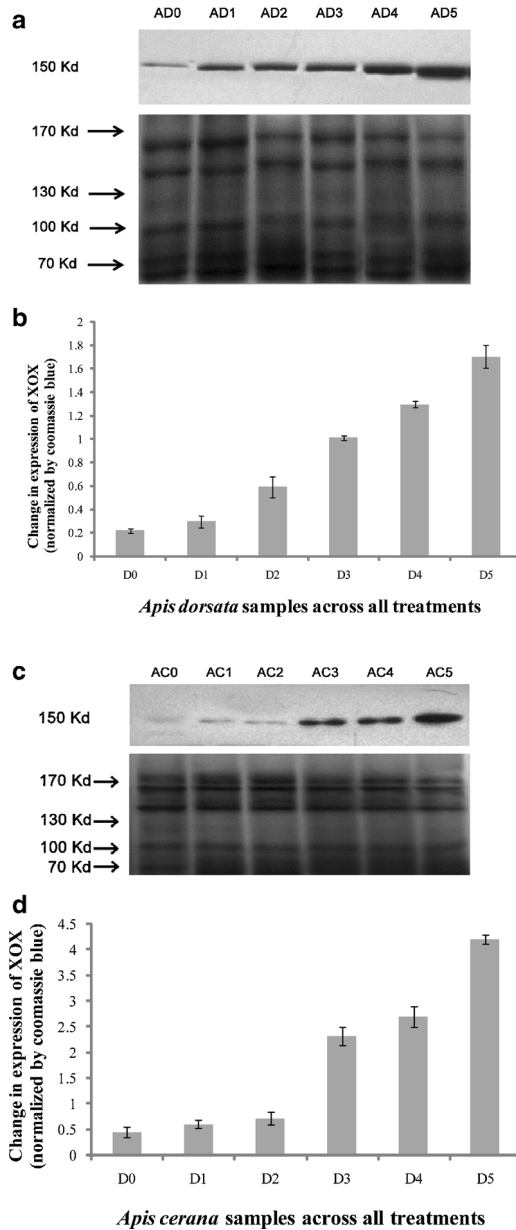 a
AD0 AD1 AD2 AD3 AD4 AD5
150 Kd
170 Kd
130 Kd
100 Kd
70 Kd
b
Change in expression of XOX
(normalized by coomassie blue)
2
1.8
1.6
1.4
1.2
1
0.8
0.6
0.4
0.2
0
D0 D1 D2 D3 D4 D5
Apis dorsata samples across all treatments
c
AC0 AC1 AC2 AC3 AC4 AC5
150 Kd
170 Kd
130 Kd
100 Kd
70 Kd
d
Change in expression of XOX
(normalized by coomassie blue)
4.5
4
3.5
3
2.5
2
1.5
1
0.5
0
D0 D1 D2 D3 D4 D5
Apis cerana samples across all treatments